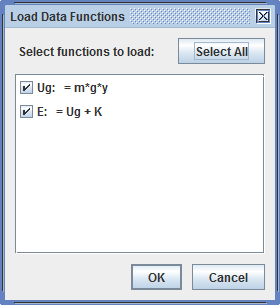 Load Data Functions
Select functions to load: Select All
Ug: = m*g*y
E: = Ug + K
OK Cancel